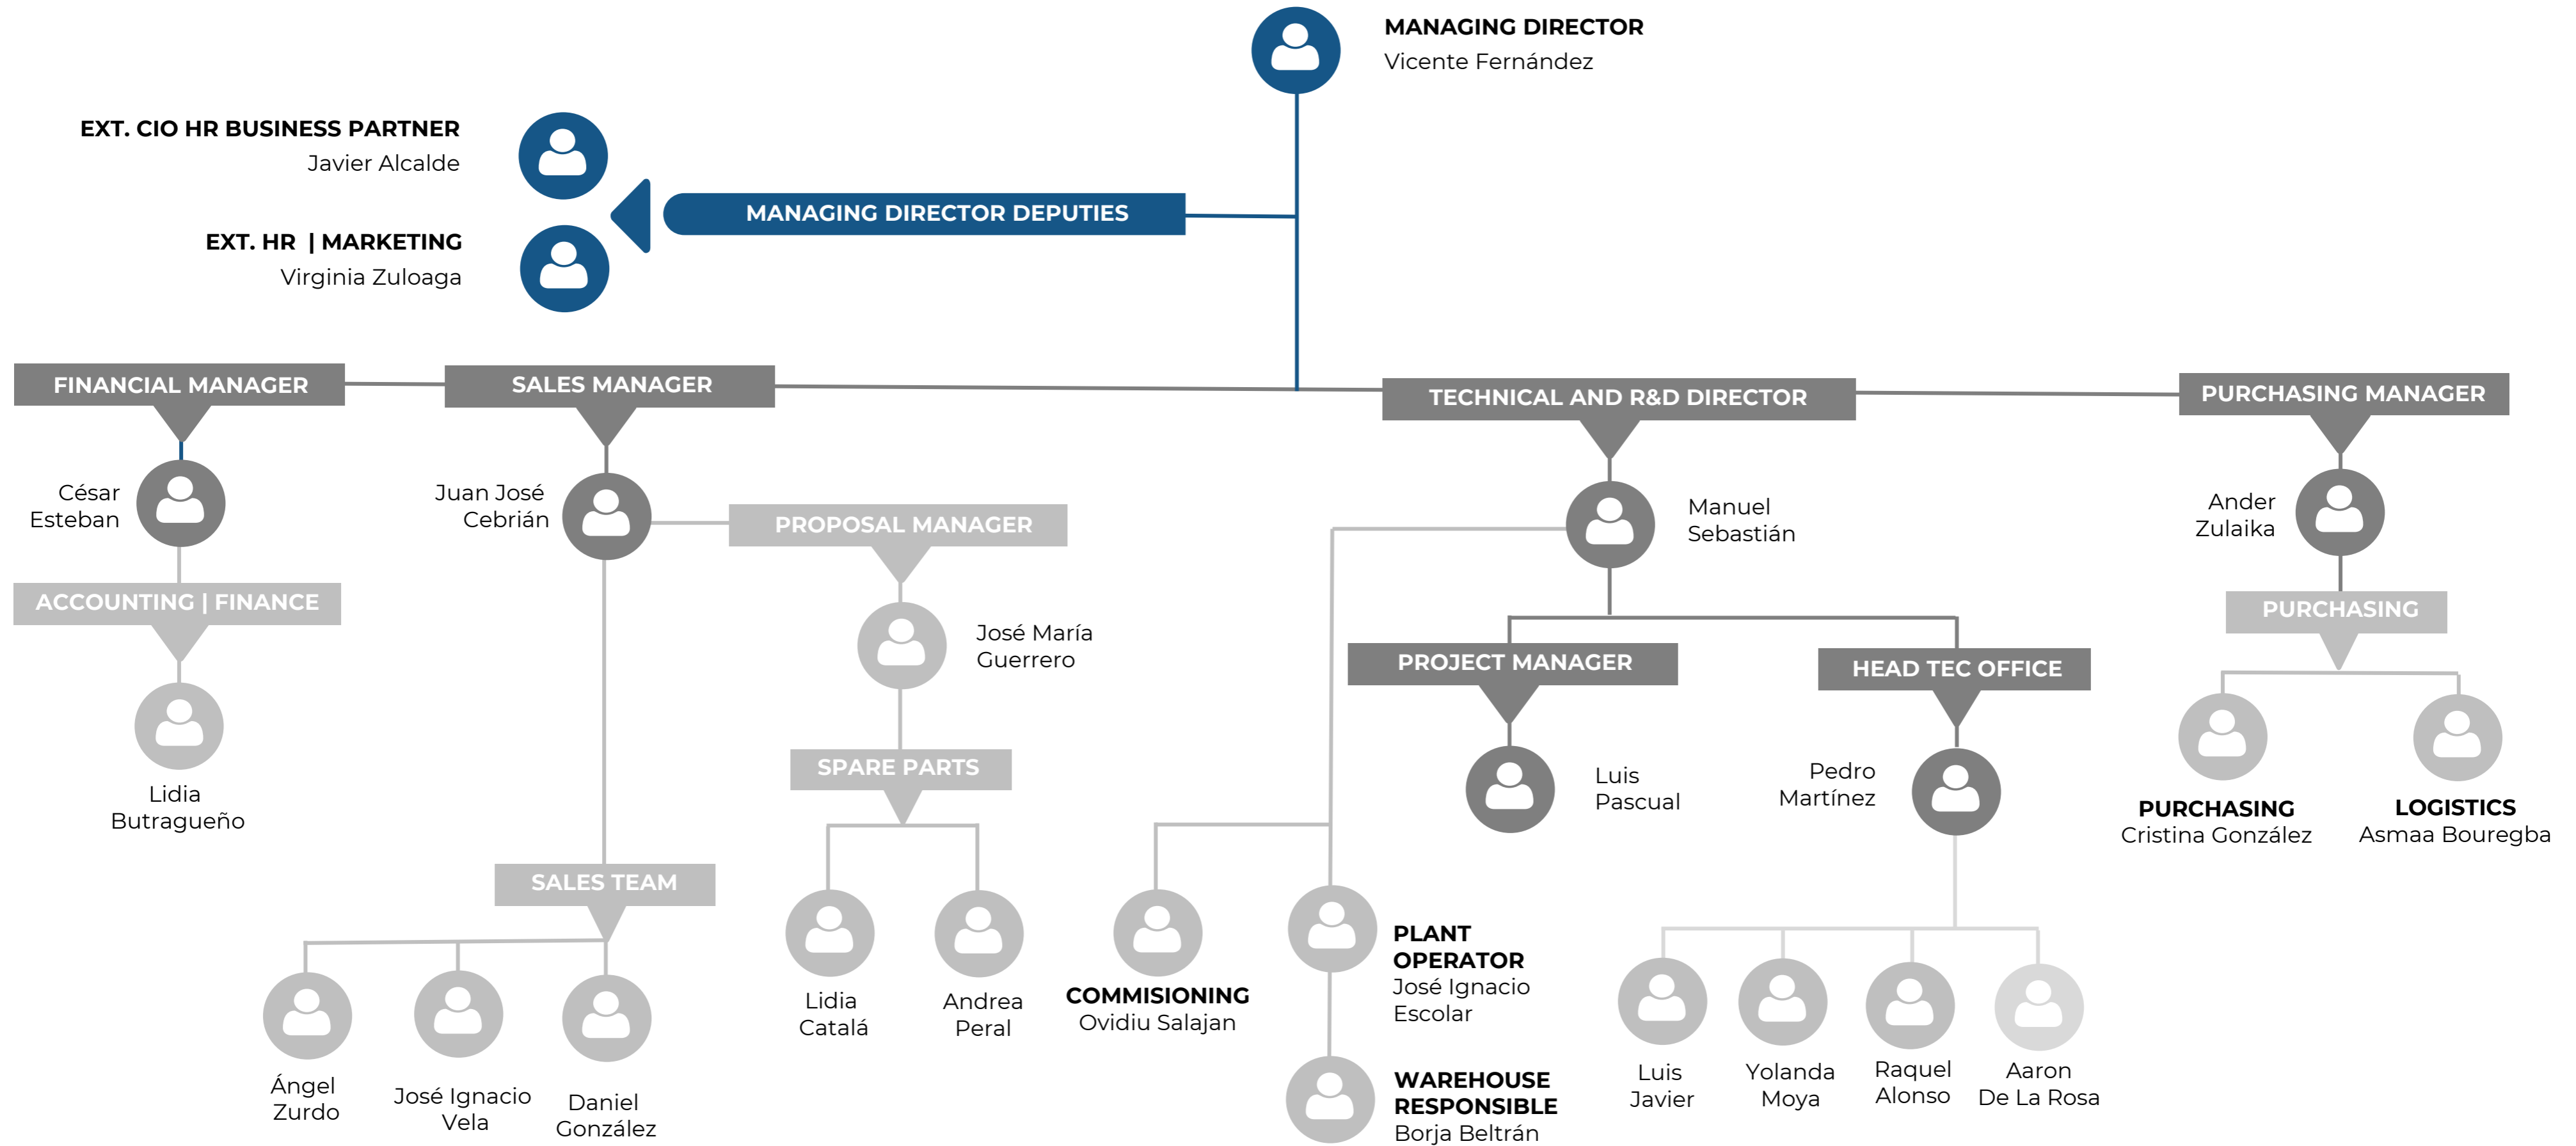 MANAGING DIRECTOR
Vicente Fernández
EXT. CIO HR BUSINESS PARTNER
Javier Alcalde
MANAGING DIRECTOR DEPUTIES
EXT. HR | MARKETING
Virginia Zuloaga
FINANCIAL MANAGER
SALES MANAGER
TECHNICAL AND R&D DIRECTOR
PURCHASING MANAGER
César
Esteban
Juan José
Cebrián
PROPOSAL MANAGER
Manuel
Sebastián
Ander
Zulaika
ACCOUNTING | FINANCE
José María
Guerrero
PURCHASING
PROJECT MANAGER
HEAD TEC OFFICE
Lidia
Butragueño
SPARE PARTS
Luis
Pascual
Pedro
Martínez
PURCHASING
Cristina González
LOGISTICS
Asmaa Bouregba
SALES TEAM
Lidia
Catalá
Andrea
Peral
COMMISIONING
Ovidiu Salajan
PLANT
OPERATOR
José Ignacio
Escolar
Ángel
Zurdo
José Ignacio
Vela
Daniel
González
WAREHOUSE
RESPONSIBLE
Borja Beltrán
Luis
Javier
Yolanda
Moya
Raquel
Alonso
Aaron
De La Rosa